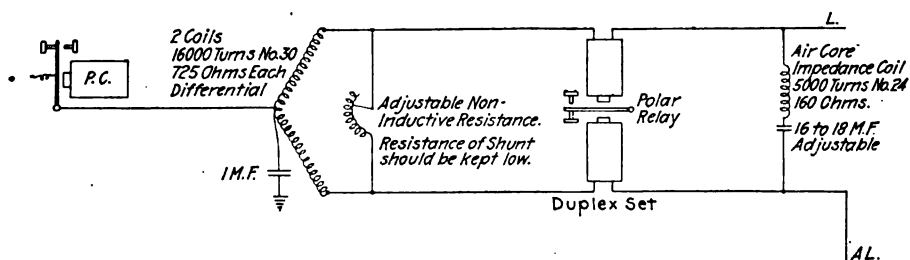 P.C.
2 Coils
16000 Turns No.30
725 Ohms Each
Differential
1 M.F.
Adjustable Non-
Inductive Resistance.
Resistance of Shunt
should be kept low.
Polar
Relay
Duplex Set
L.
Air Core
Impedance Coil
5000 Turns No.24
160 Ohms.
16 to 18 M.F.
Adjustable
AL.